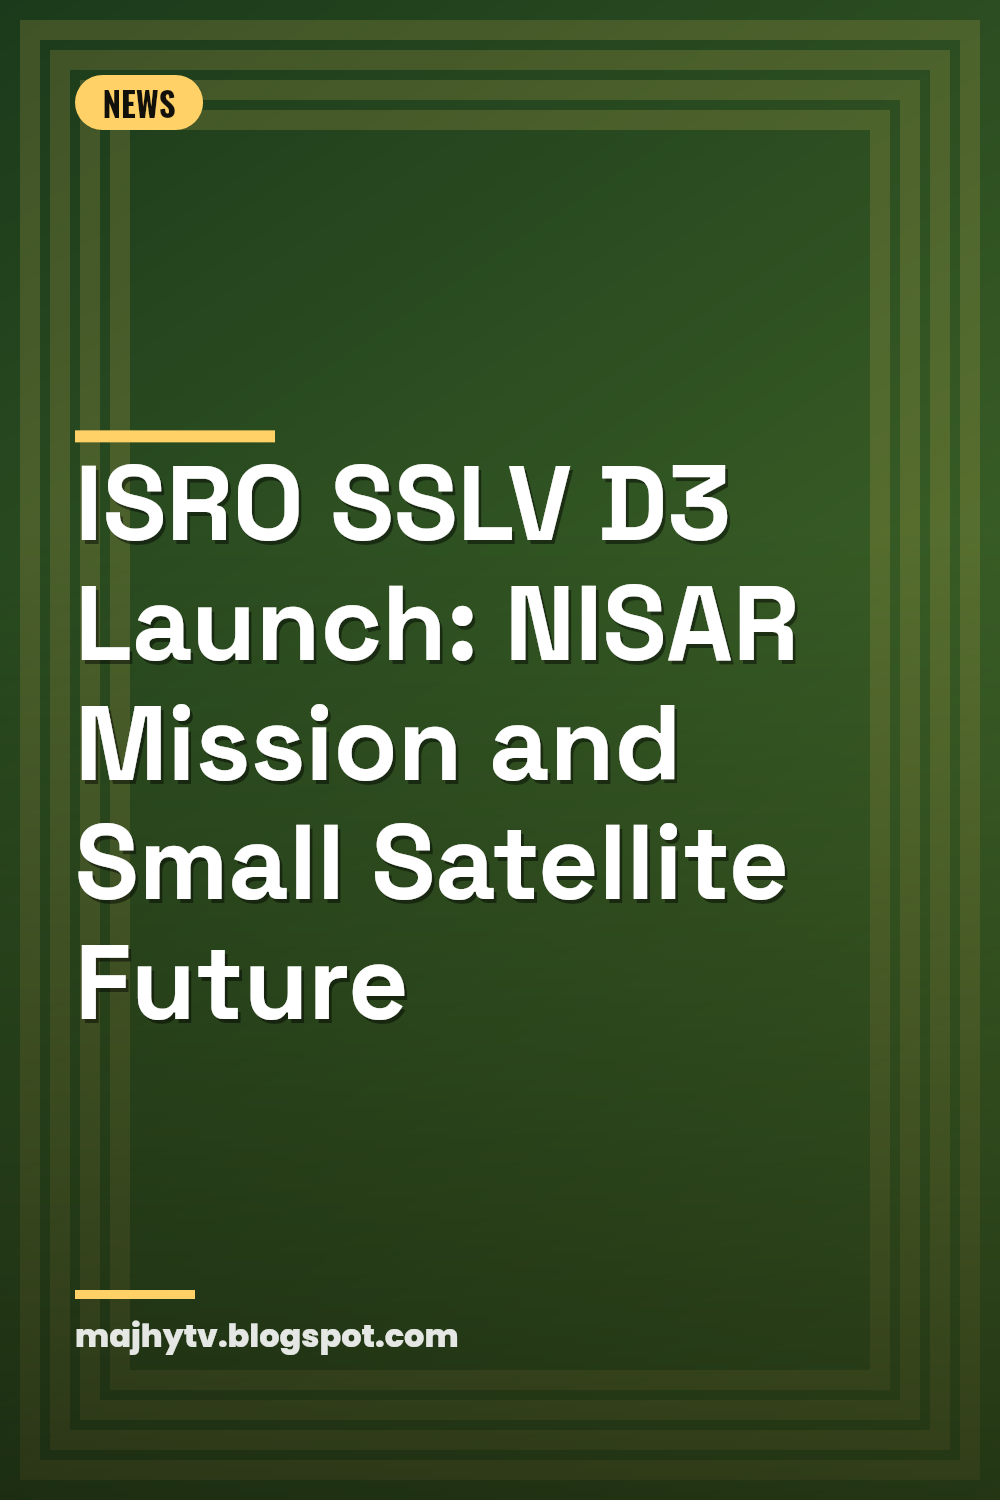 NEWS
ISRO SSLV D3
Launch: NISAR
Mission and
Small Satellite
Future
majhytv.blogspot.com